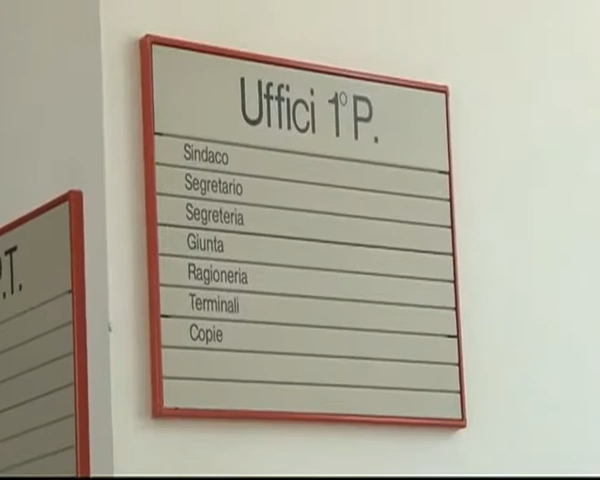 Uffici 1° P.
Sindaco
Segretario
Segreteria
Giunta
Ragioneria
Terminali
Copie
.T.